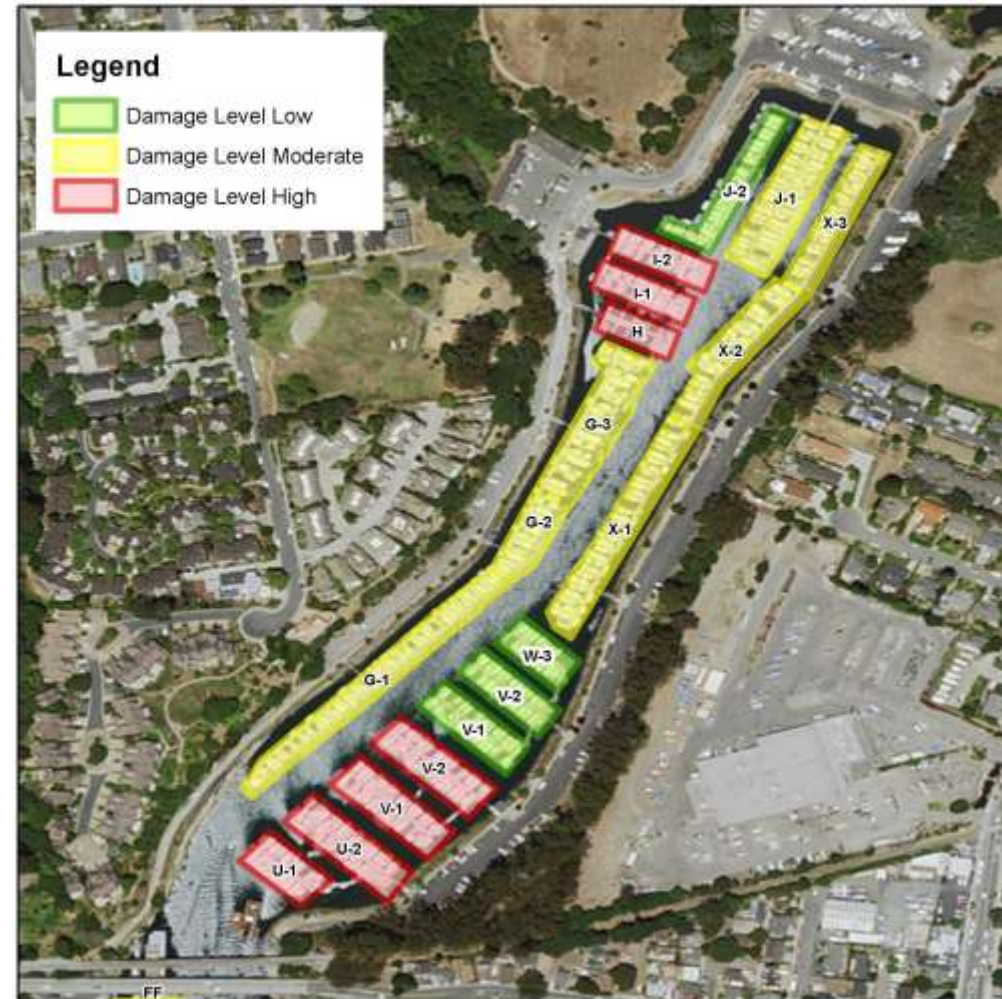 Legend
Damage Level Low
Damage Level Moderate
Damage Level High
J-2
J-1
X-3
I-2
I-1
H
X-2
G-3
G-2
X-1
W-3
G-1
V-2
V-1
V-2
V-1
U-2
U-1
FF